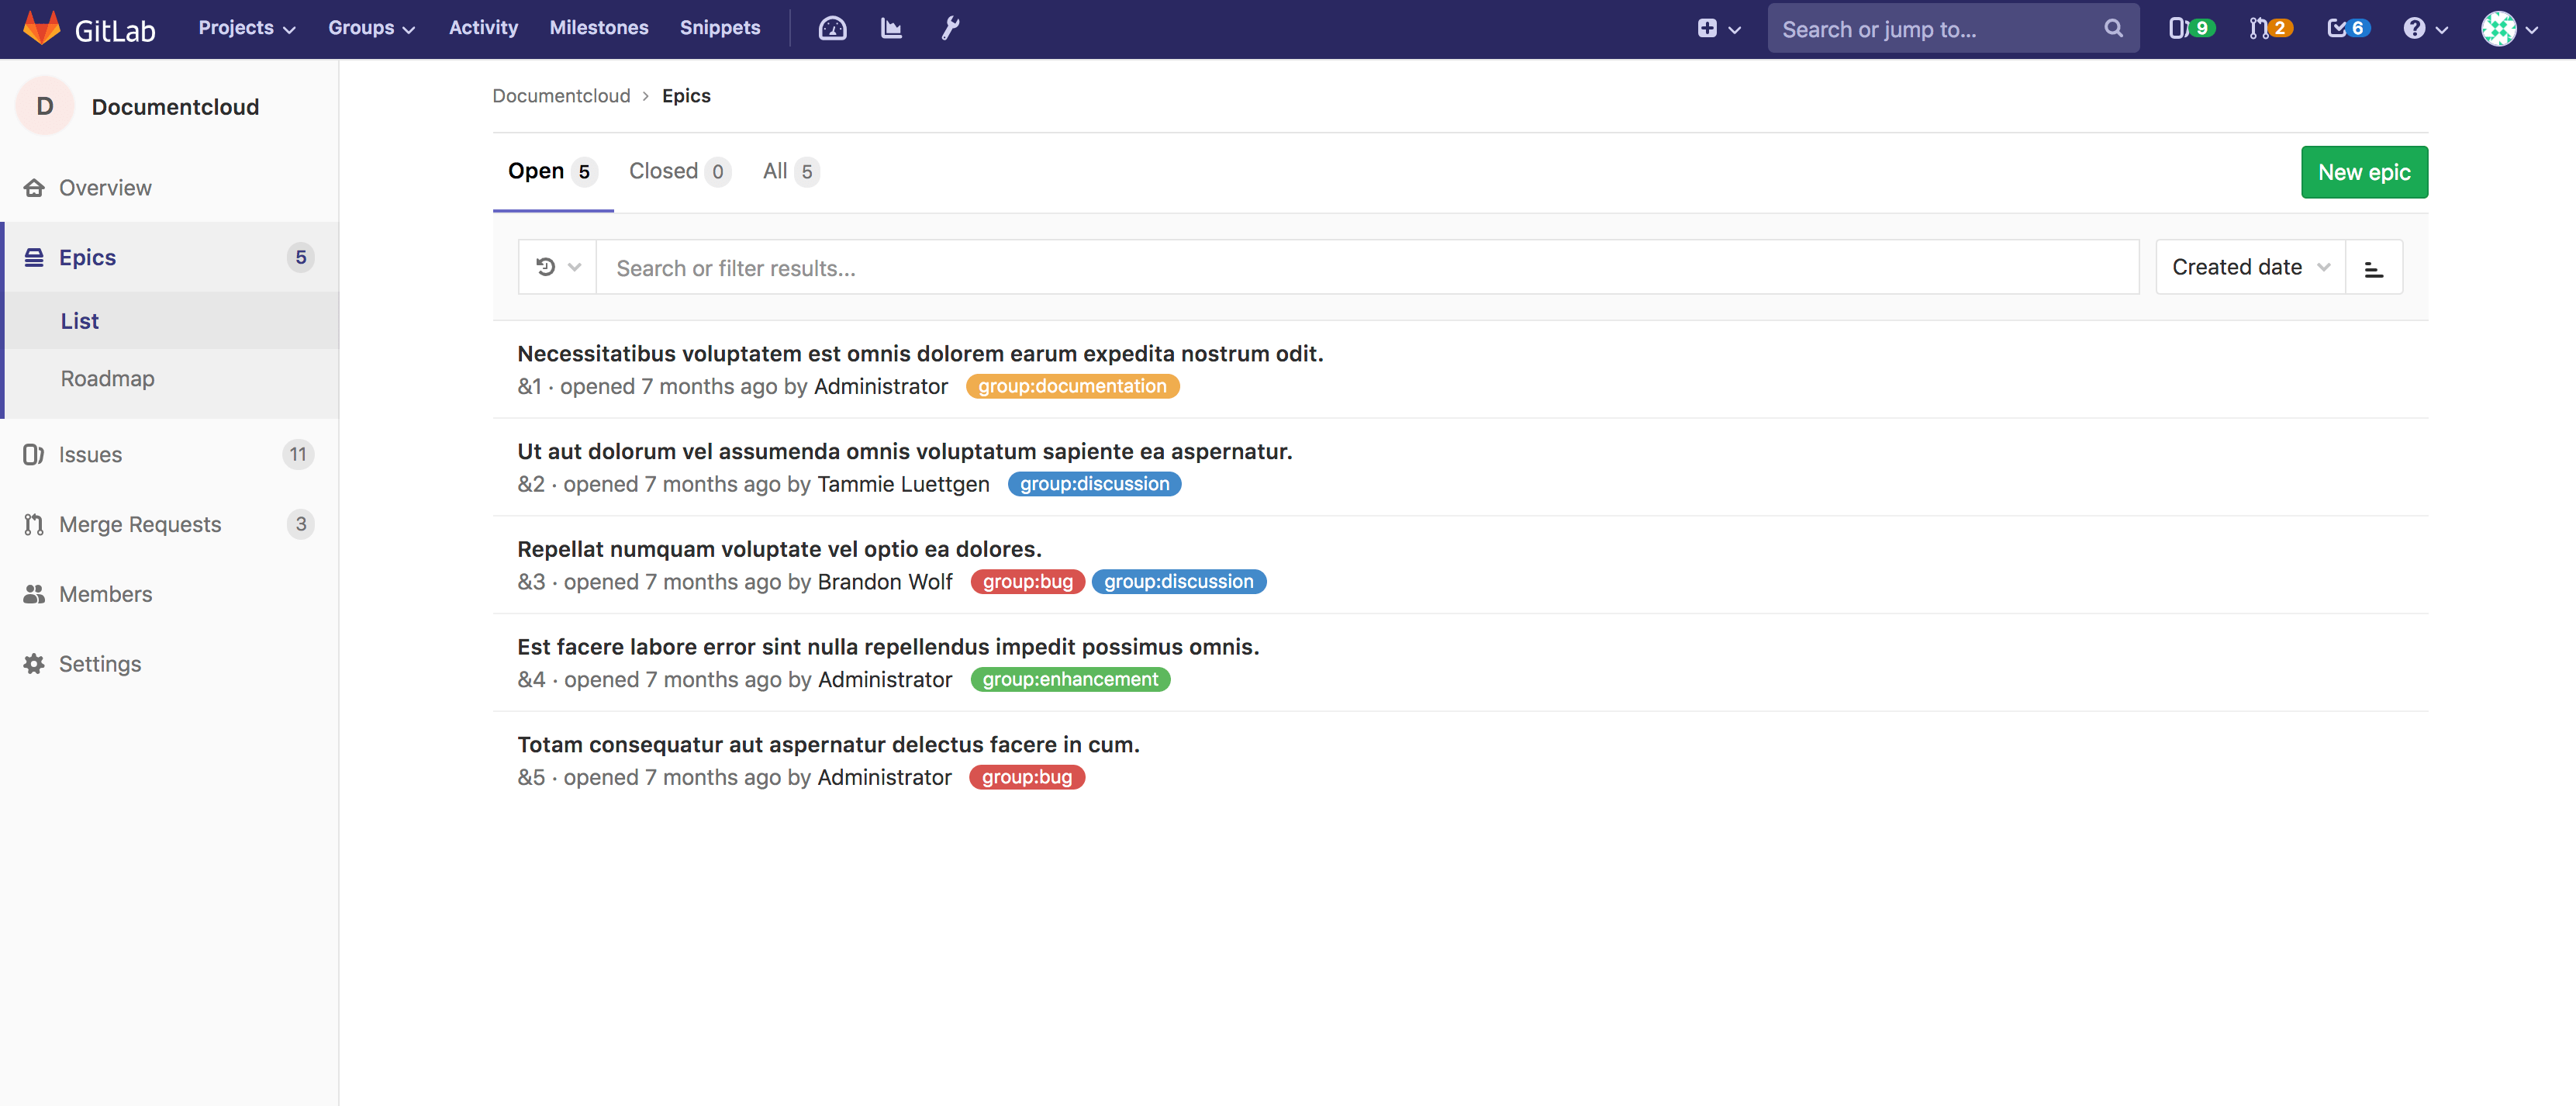 GitLab Projects Groups Activity Milestones Snippets Search or jump to... 9 2 6
D Documentcloud
Overview
Epics 5
List
Roadmap
Issues 11
Merge Requests 3
Members
Settings
Documentcloud › Epics
Open 5 Closed 0 All 5 New epic
Search or filter results... Created date
Necessitatibus voluptatem est omnis dolorem earum expedita nostrum odit.
&1 · opened 7 months ago by Administrator group:documentation
Ut aut dolorum vel assumenda omnis voluptatum sapiente ea aspernatur.
&2 · opened 7 months ago by Tammie Luettgen group:discussion
Repellat numquam voluptate vel optio ea dolores.
&3 · opened 7 months ago by Brandon Wolf group:bug group:discussion
Est facere labore error sint nulla repellendus impedit possimus omnis.
&4 · opened 7 months ago by Administrator group:enhancement
Totam consequatur aut aspernatur delectus facere in cum.
&5 · opened 7 months ago by Administrator group:bug